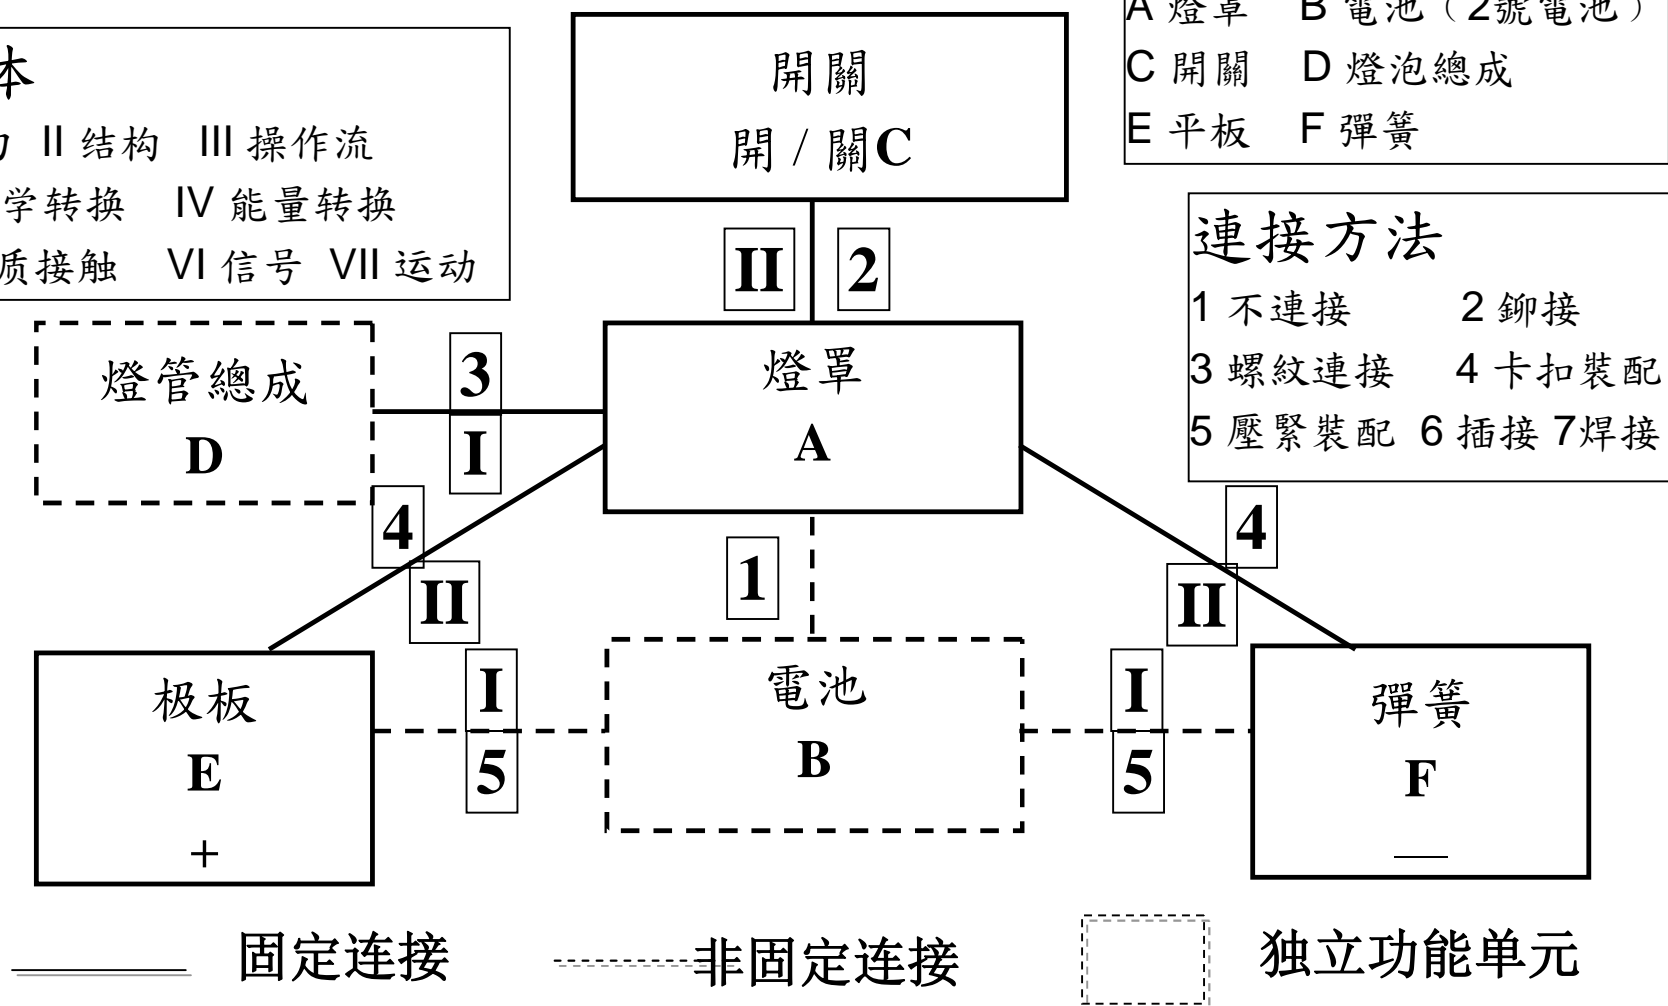 本
II 结构 III 操作流
学转换 IV 能量转换
质接触 VI 信号 VII 运动
開關
開 / 關C
A 燈罩 B 電池（2號電池）
C 開關 D 燈泡總成
E 平板 F 彈簧
連接方法
1 不連接 2 鉚接
3 螺紋連接 4 卡扣裝配
5 壓緊裝配 6 插接 7焊接
II 2
燈管總成
D
3
I
燈罩
A
4
II
1
4
II
极板
E
+
I
5
電池
B
I
5
彈簧
F
—
固定连接 非固定连接 独立功能单元